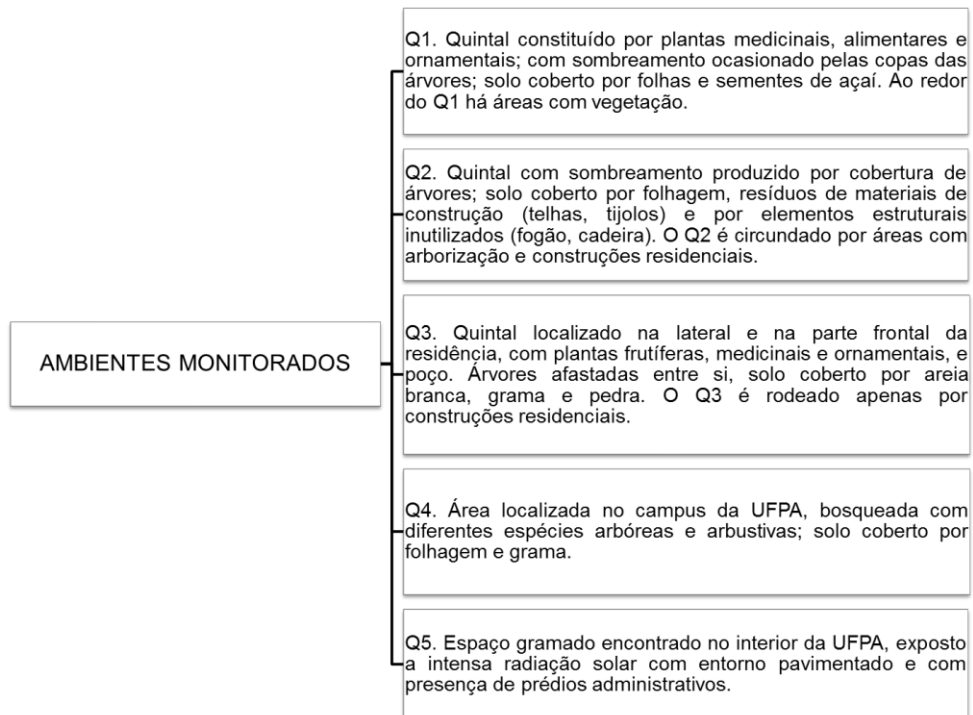 Q1. Quintal constituído por plantas medicinais, alimentares e
ornamentais; com sombreamento ocasionado pelas copas das
árvores; solo coberto por folhas e sementes de açaí. Ao redor
do Q1 há áreas com vegetação.
Q2. Quintal com sombreamento produzido por cobertura de
árvores; solo coberto por folhagem, resíduos de materiais de
construção (telhas, tijolos) e por elementos estruturais
inutilizados (fogão, cadeira). O Q2 é circundado por áreas com
arborização e construções residenciais.
AMBIENTES MONITORADOS
Q3. Quintal localizado na lateral e na parte frontal da
residência, com plantas frutíferas, medicinais e ornamentais, e
poço. Árvores afastadas entre si, solo coberto por areia
branca, grama e pedra. O Q3 é rodeado apenas por
construções residenciais.
Q4. Área localizada no campus da UFPA, bosqueada com
diferentes espécies arbóreas e arbustivas; solo coberto por
folhagem e grama.
Q5. Espaço gramado encontrado no interior da UFPA, exposto
a intensa radiação solar com entorno pavimentado e com
presença de prédios administrativos.